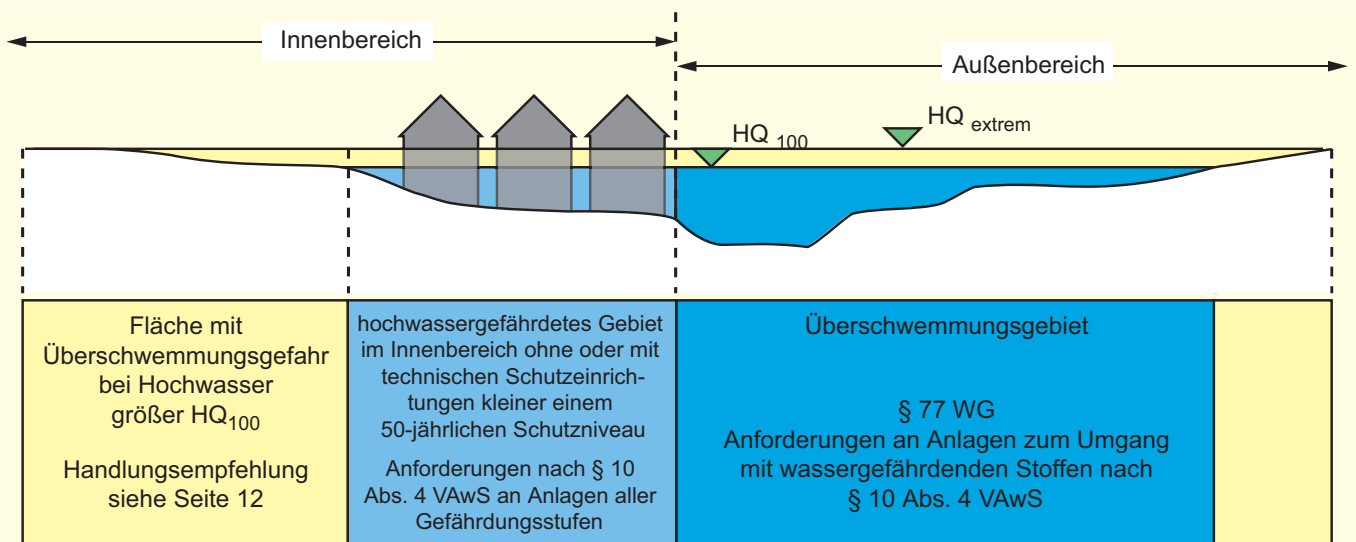 Innenbereich
Außenbereich
HQ 100
HQ extrem
Fläche mit
Überschwemmungsgefahr
bei Hochwasser
größer HQ100
Handlungsempfehlung
siehe Seite 12
hochwassergefährdetes Gebiet
im Innenbereich ohne oder mit
technischen Schutzeinrich-
tungen kleiner einem
50-jährlichen Schutzniveau
Anforderungen nach § 10
Abs. 4 VAwS an Anlagen aller
Gefährdungsstufen
Überschwemmungsgebiet
§ 77 WG
Anforderungen an Anlagen zum Umgang
mit wassergefährdenden Stoffen nach
§ 10 Abs. 4 VAwS